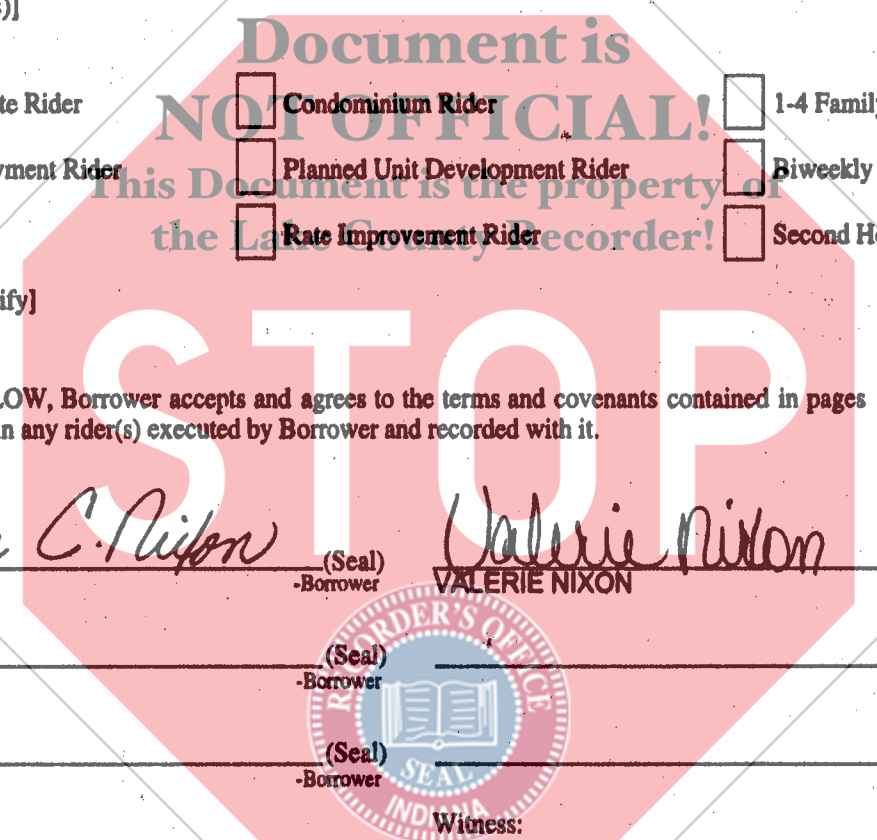 s)]
Document is
te Rider Condominium Rider 1-4 Family
NOT OFFICIAL!
yment Rider Planned Unit Development Rider Biweekly
This Document is the property of
the Lake County Recorder!
Rate Improvement Rider Second Ho
ify]
STOP
LOW, Borrower accepts and agrees to the terms and covenants contained in pages
n any rider(s) executed by Borrower and recorded with it.
C. Nixon (Seal) Valerie Nixon
-Borrower VALERIE NIXON
RECORDER'S OFFICE
(Seal)
-Borrower
(Seal)
-Borrower
SEAL
INDIANA
Witness: